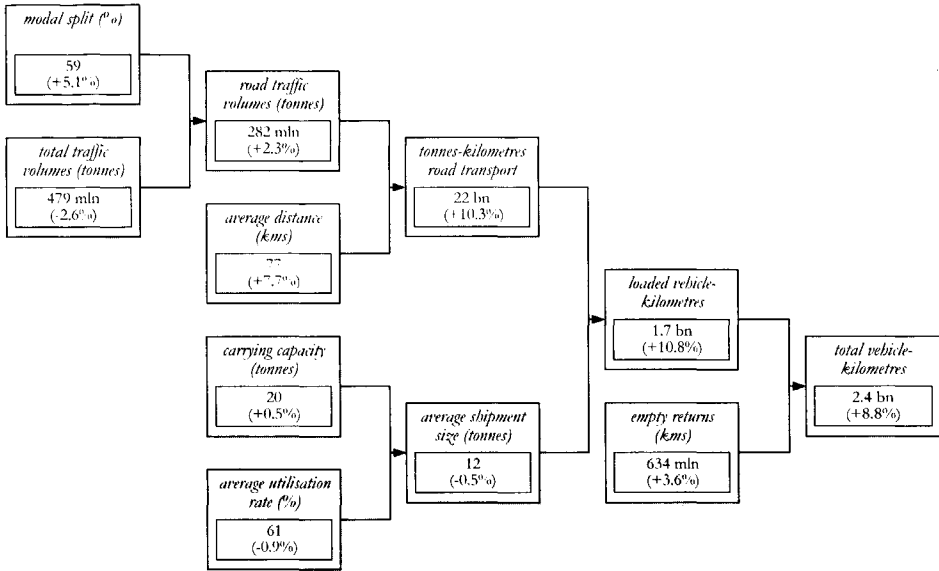 modal split (%)
59
(+5.1%)
total traffic
volumes (tonnes)
479 mln
(-2.6%)
road traffic
volumes (tonnes)
282 mln
(+2.3%)
average distance
(kms)
77
(+7.7%)
carrying capacity
(tonnes)
20
(+0.5%)
average utilisation
rate (%)
61
(-0.9%)
tonnes-kilometres
road transport
22 bn
(+10.3%)
average shipment
size (tonnes)
12
(-0.5%)
loaded vehicle-
kilometres
1.7 bn
(+10.8%)
empty returns
(kms)
634 mln
(+3.6%)
total vehicle-
kilometres
2.4 bn
(+8.8%)